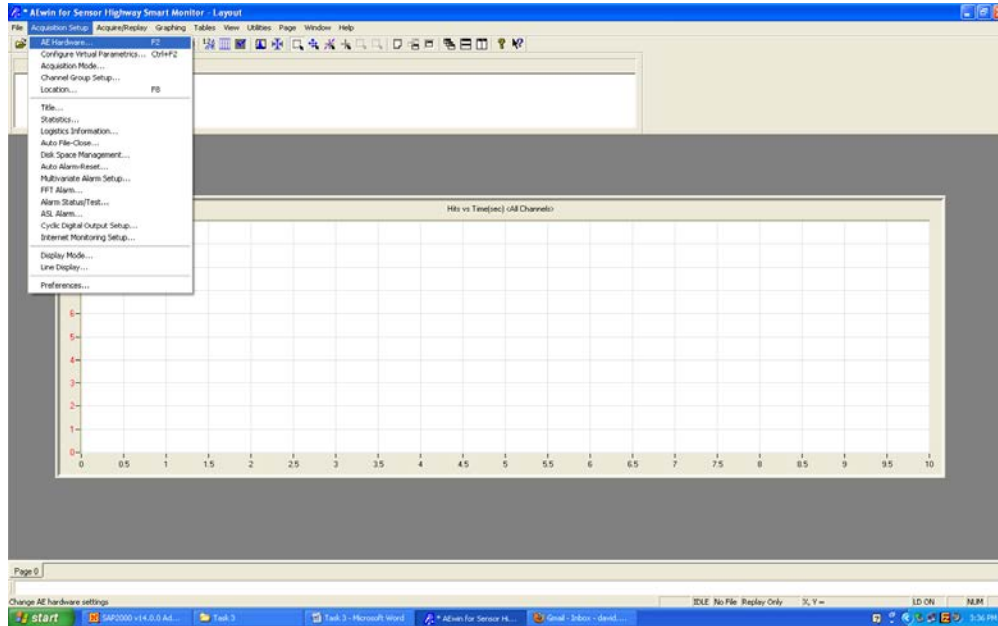 * AEwin for Sensor Highway Smart Monitor - Layout
File Acquisition Setup Acquire/Replay Graphing Tables View Utilities Page Window Help
AE Hardware... F2
Configure Virtual Parametrics... Ctrl+F2
Acquisition Mode...
Channel Group Setup...
Location... F8
Title...
Statistics...
Logistics Information...
Auto File-Close...
Disk Space Management...
Auto Alarm-Reset...
Multivariate Alarm Setup...
FFT Alarm...
Alarm Status/Test...
ASL Alarm...
Cyclic Digital Output Setup...
Internet Monitoring Setup...
Display Mode...
Line Display...
Preferences...
Hits vs Time(sec) <All Channels>
6
5
4
3
2
1
0
0 0.5 1 1.5 2 2.5 3 3.5 4 4.5 5 5.5 6 6.5 7 7.5 8 8.5 9 9.5 10
Page 0
Change AE hardware settings
IDLE No File Replay Only X, Y = LD ON NUM
start
SAP2000 v14.0.0 Ad...
Task 3
Task 3 - Microsoft Word
* AEwin for Sensor H...
Gmail - Inbox - david....
3:36 PM